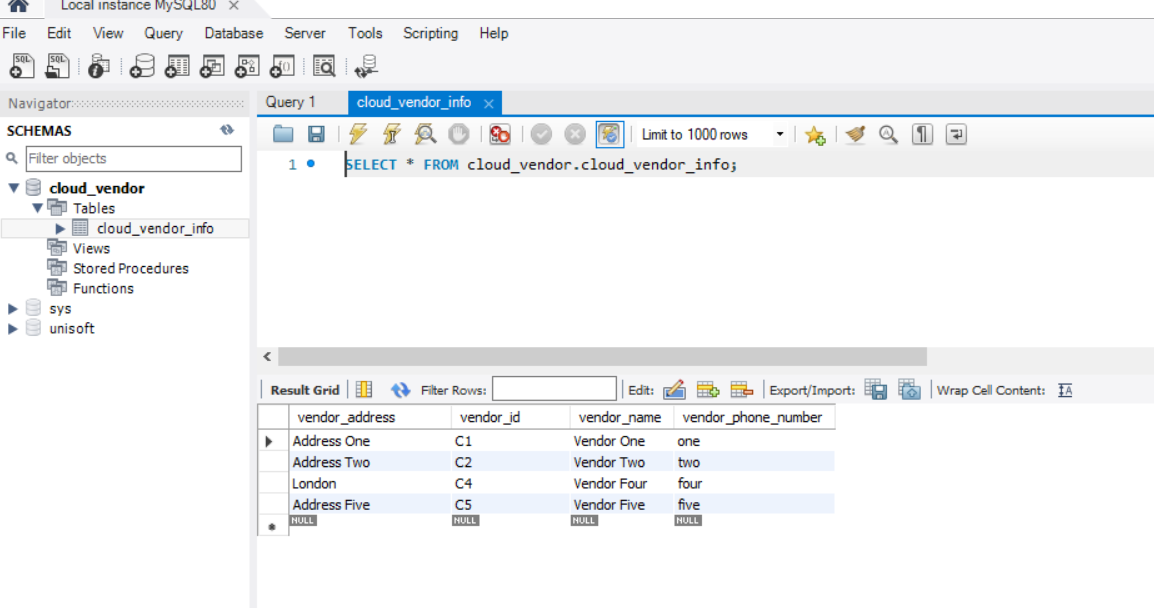 Local instance MySQL80 ×
File Edit View Query Database Server Tools Scripting Help
SQL SQL
Navigator
SCHEMAS
Filter objects
cloud_vendor
Tables
cloud_vendor_info
Views
Stored Procedures
Functions
sys
unisoft
Query 1 cloud_vendor_info ×
Limit to 1000 rows
1 SELECT * FROM cloud_vendor.cloud_vendor_info;
Result Grid Filter Rows: Edit: Export/Import: Wrap Cell Content: IA
vendor_address vendor_id vendor_name vendor_phone_number
Address One C1 Vendor One one
Address Two C2 Vendor Two two
London C4 Vendor Four four
Address Five C5 Vendor Five five
NULL NULL NULL NULL